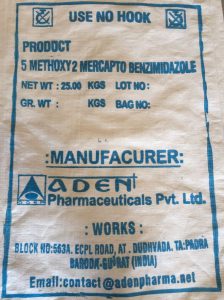 USE NO HOOK
PRODUCT
5 METHOXY 2 MERCAPTO BENZIMIDAZOLE
NET WT : 25.00 KGS LOT NO:
GR. WT : KGS BAG NO:
:MANUFACURER:
ADEN
Pharmaceuticals Pvt. Ltd.
: WORKS :
BLOCK NO:563A, ECPL ROAD, AT. DUDHVADA, TA:PADRA
BARODA-GUJRAT (INDIA)
Email:contact@adenpharma.net